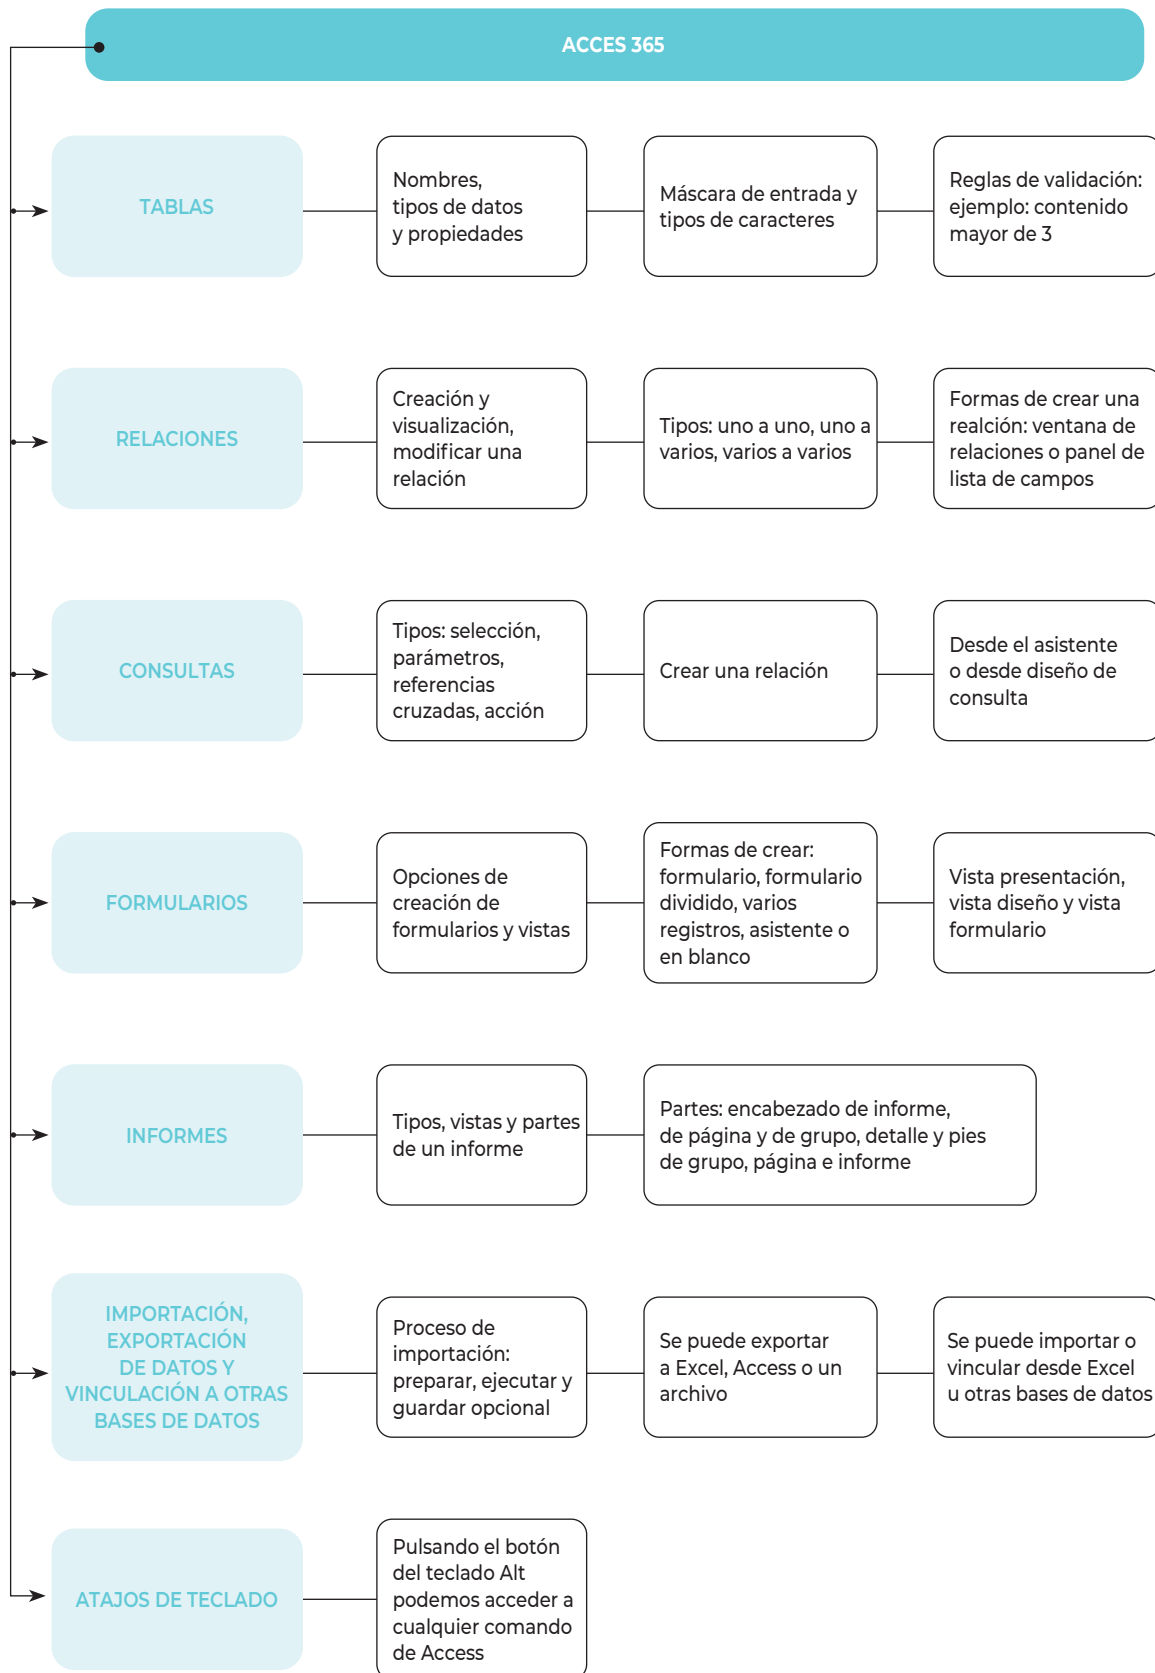 ACCES 365
TABLAS
Nombres,
tipos de datos
y propiedades
Máscara de entrada y
tipos de caracteres
Reglas de validación:
ejemplo: contenido
mayor de 3
RELACIONES
Creación y
visualización,
modificar una
relación
Tipos: uno a uno, uno a
varios, varios a varios
Formas de crear una
realción: ventana de
relaciones o panel de
lista de campos
CONSULTAS
Tipos: selección,
parámetros,
referencias
cruzadas, acción
Crear una relación
Desde el asistente
o desde diseño de
consulta
FORMULARIOS
Opciones de
creación de
formularios y vistas
Formas de crear:
formulario, formulario
dividido, varios
registros, asistente o
en blanco
Vista presentación,
vista diseño y vista
formulario
INFORMES
Tipos, vistas y partes
de un informe
Partes: encabezado de informe,
de página y de grupo, detalle y pies
de grupo, página e informe
IMPORTACIÓN,
EXPORTACIÓN
DE DATOS Y
VINCULACIÓN A OTRAS
BASES DE DATOS
Proceso de
importación:
preparar, ejecutar y
guardar opcional
Se puede exportar
a Excel, Access o un
archivo
Se puede importar o
vincular desde Excel
u otras bases de datos
ATAJOS DE TECLADO
Pulsando el botón
del teclado Alt
podemos acceder a
cualquier comando
de Access